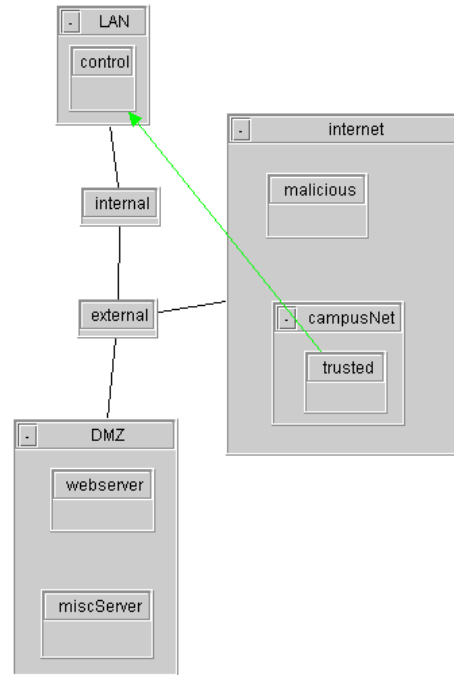 - LAN
control
- internet
malicious
internal
external
- campusNet
trusted
- DMZ
webserver
miscServer